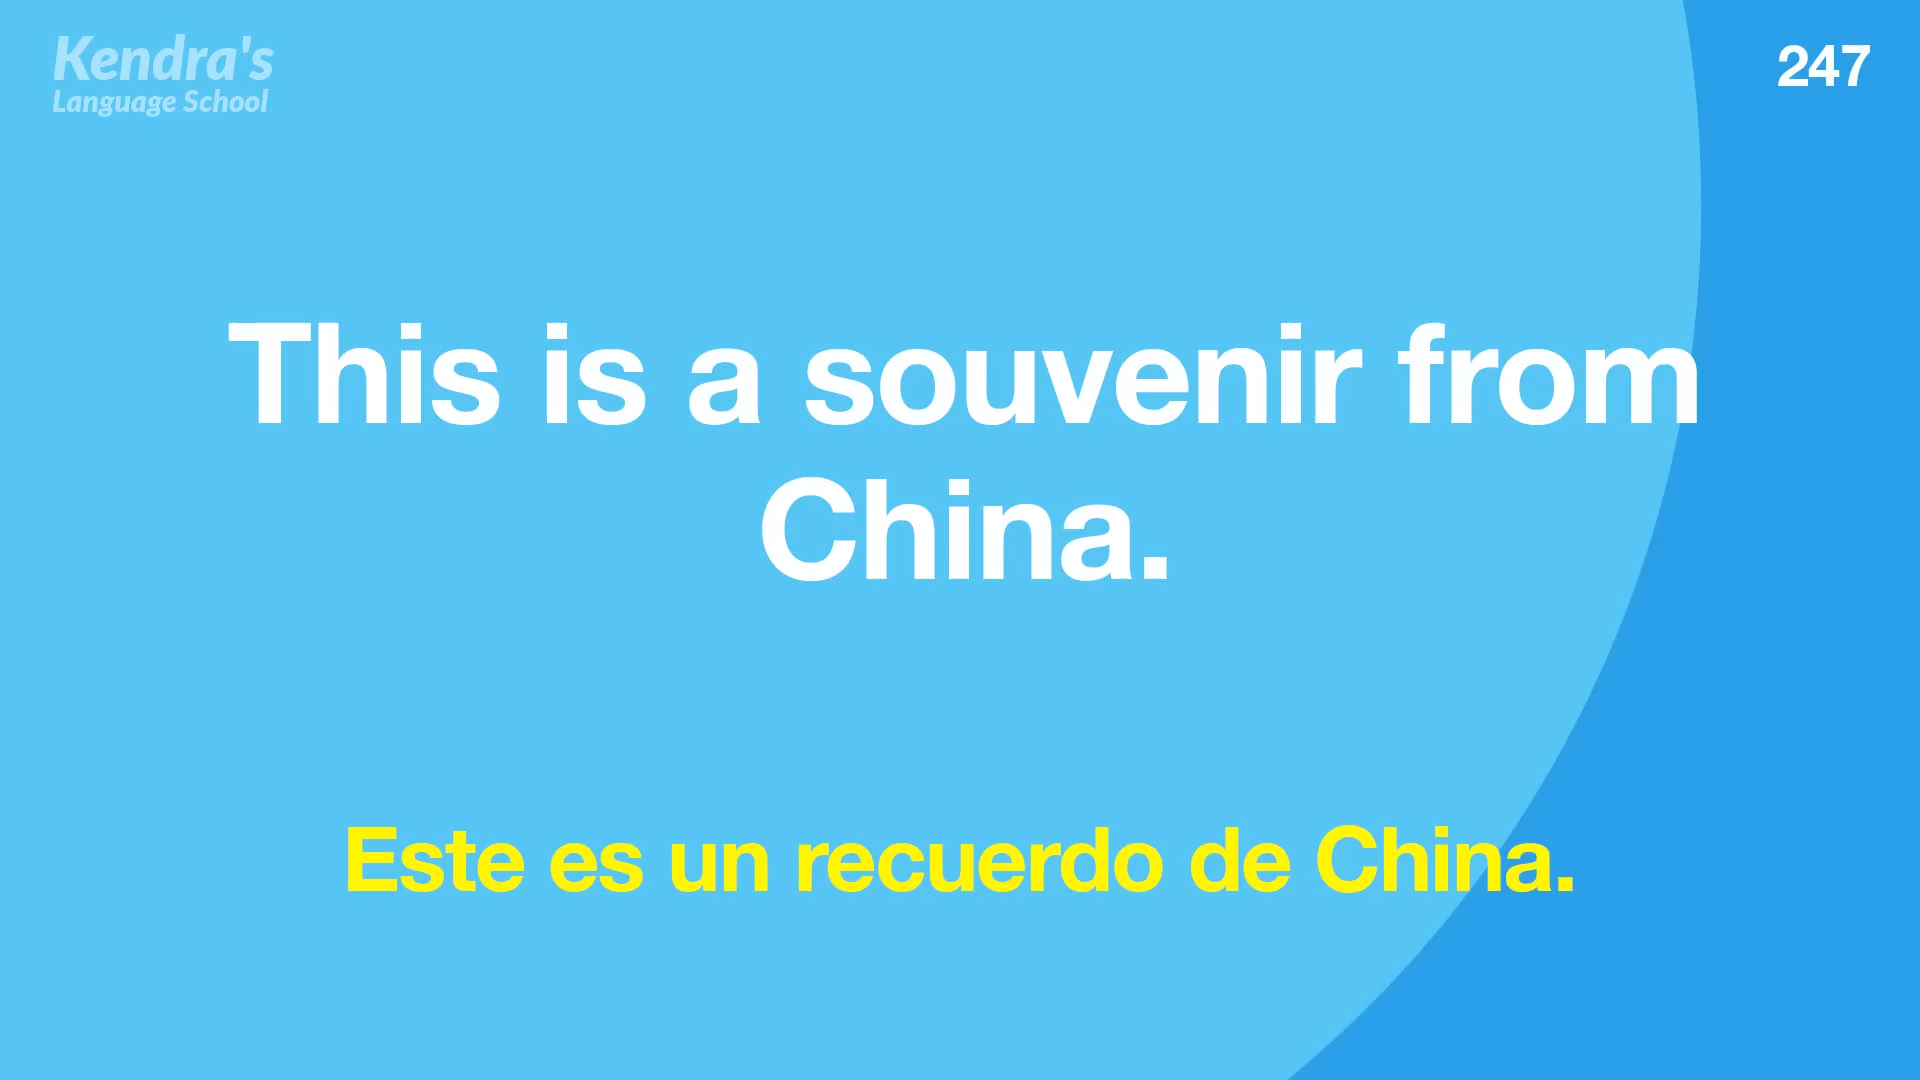 Kendra's
Language School
247
This is a souvenir from
China.
Este es un recuerdo de China.